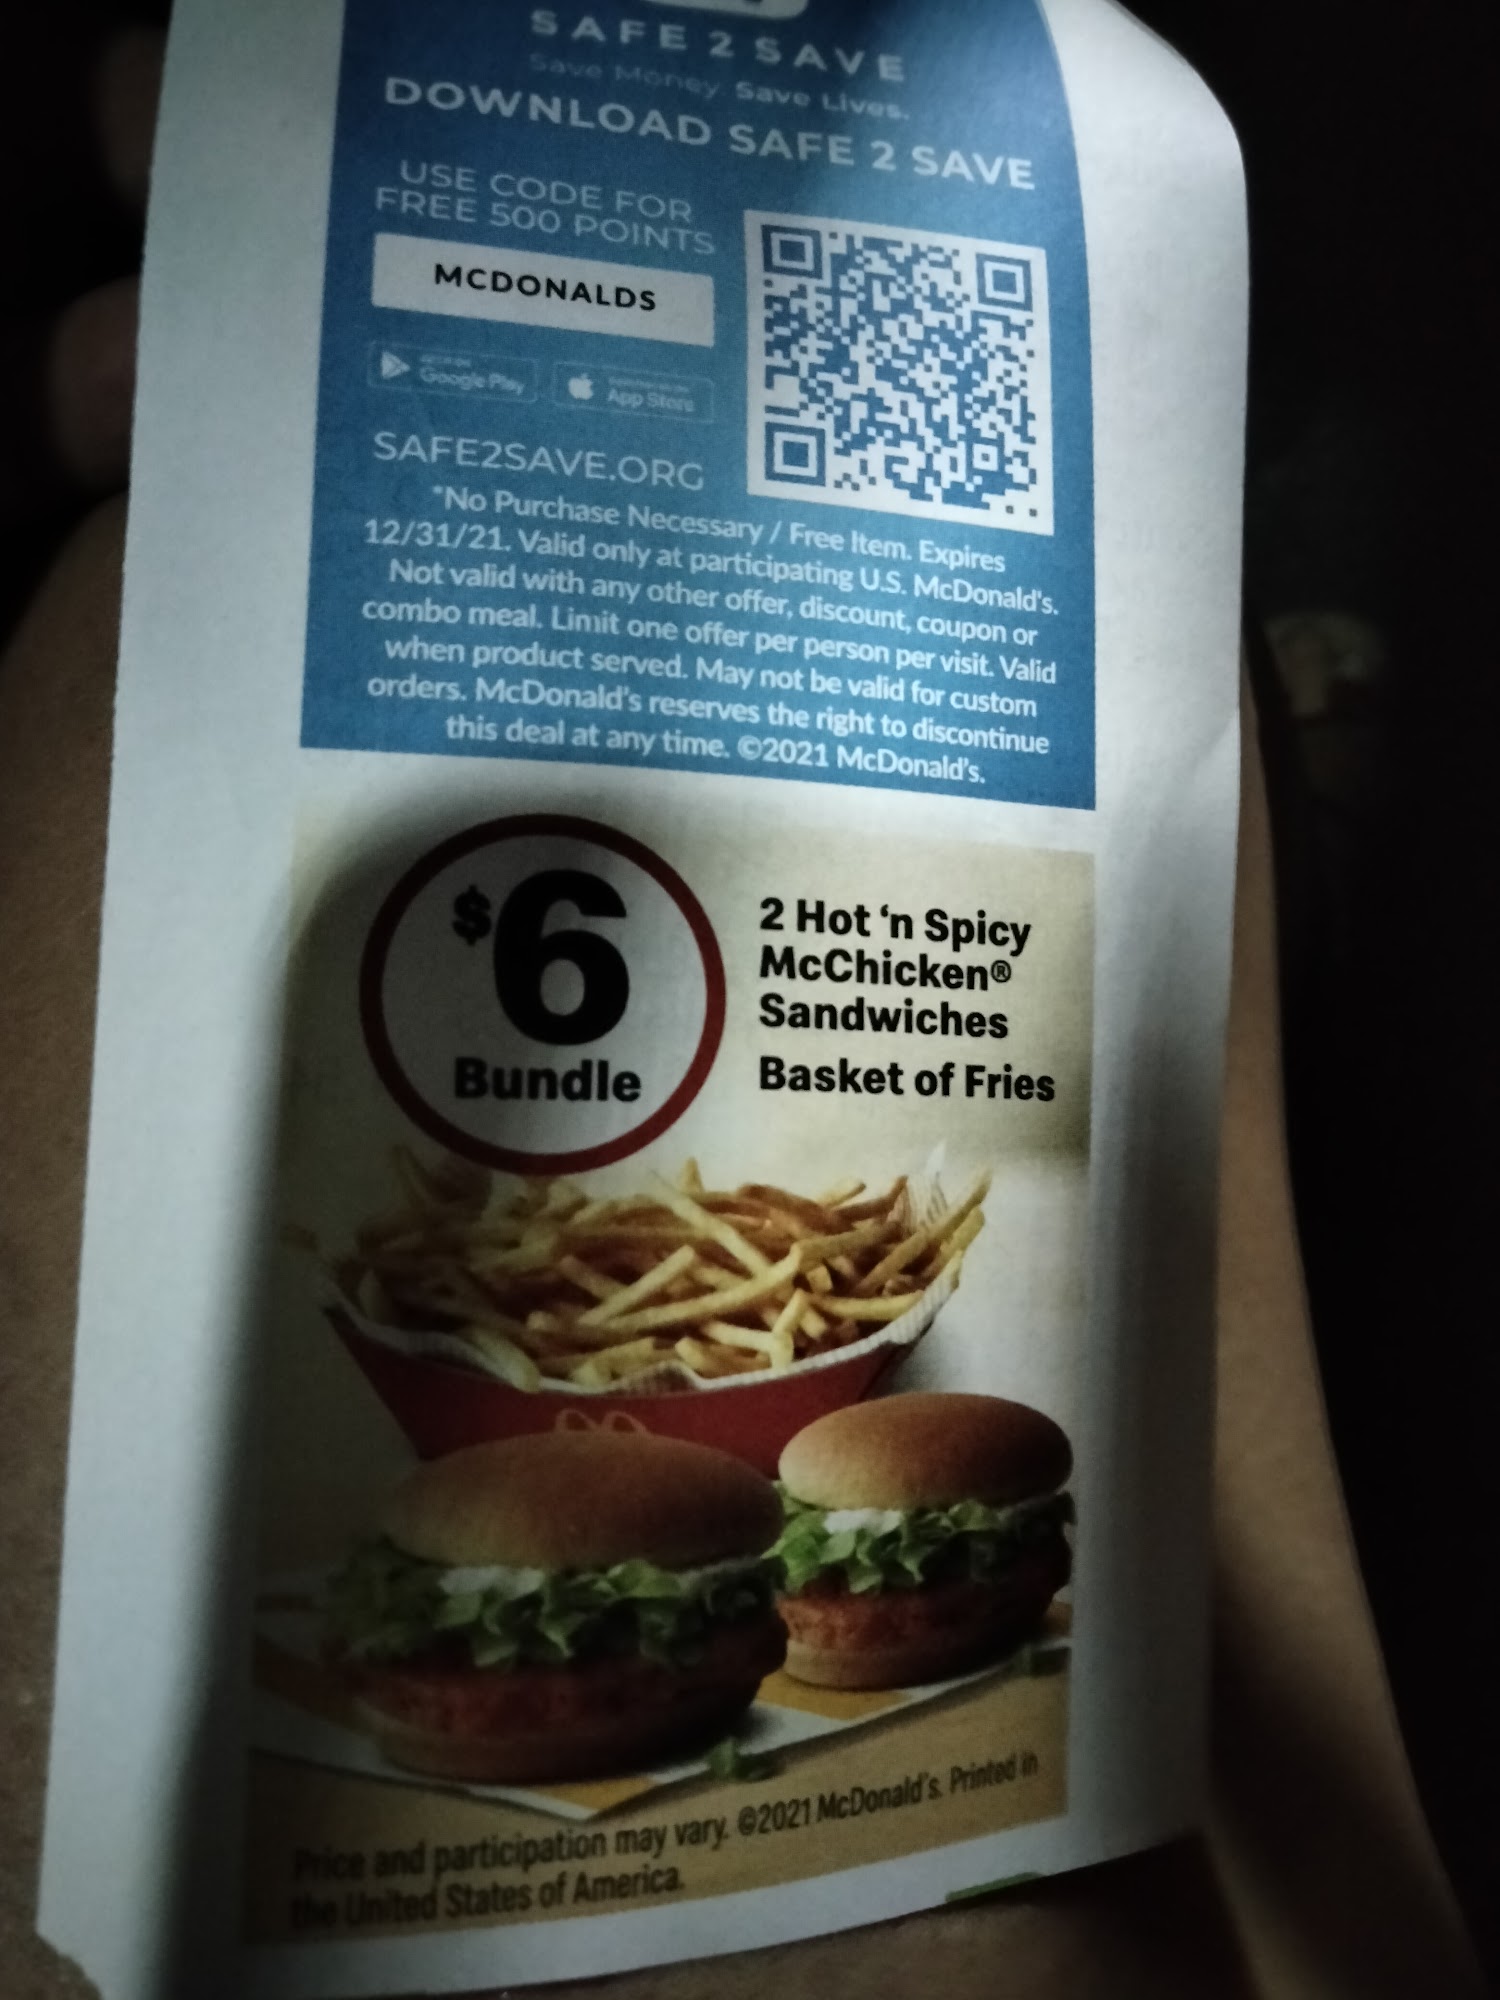 SAFE 2 SAVE
Save Money. Save Lives.
DOWNLOAD SAFE 2 SAVE
USE CODE FOR
FREE 500 POINTS
MCDONALDS
Google Play
App Store
SAFE2SAVE.ORG
*No Purchase Necessary / Free Item. Expires
12/31/21. Valid only at participating U.S. McDonald's.
Not valid with any other offer, discount, coupon or
combo meal. Limit one offer per person per visit. Valid
when product served. May not be valid for custom
orders. McDonald's reserves the right to discontinue
this deal at any time. ©2021 McDonald's.
$6
Bundle
2 Hot 'n Spicy
McChicken®
Sandwiches
Basket of Fries
Price and participation may vary. ©2021 McDonald's. Printed in
the United States of America.